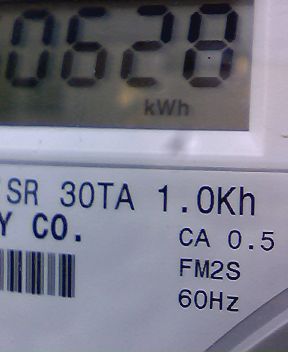 0628
kWh
SR 30TA 1.0Kh
Y CO.
CA 0.5
FM2S
60Hz